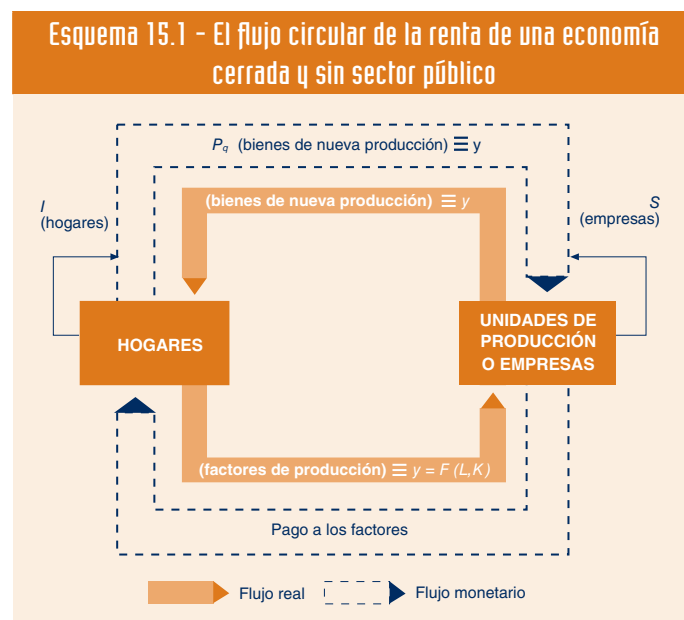 Esquema 15.1 - El flujo circular de la renta de una economía
cerrada y sin sector público
Pq (bienes de nueva producción) ≡ y
I
(hogares)
(bienes de nueva producción) ≡ y
S
(empresas)
HOGARES
UNIDADES DE
PRODUCCIÓN
O EMPRESAS
(factores de producción) ≡ y = F (L,K)
Pago a los factores
Flujo real
Flujo monetario